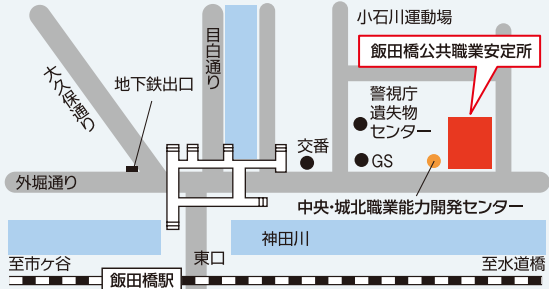 小石川運動場
飯田橋公共職業安定所
目白通り
大久保通り
地下鉄出口
警視庁
遺失物
センター
交番
GS
外堀通り
中央・城北職業能力開発センター
神田川
東口
至市ケ谷
至水道橋
飯田橋駅